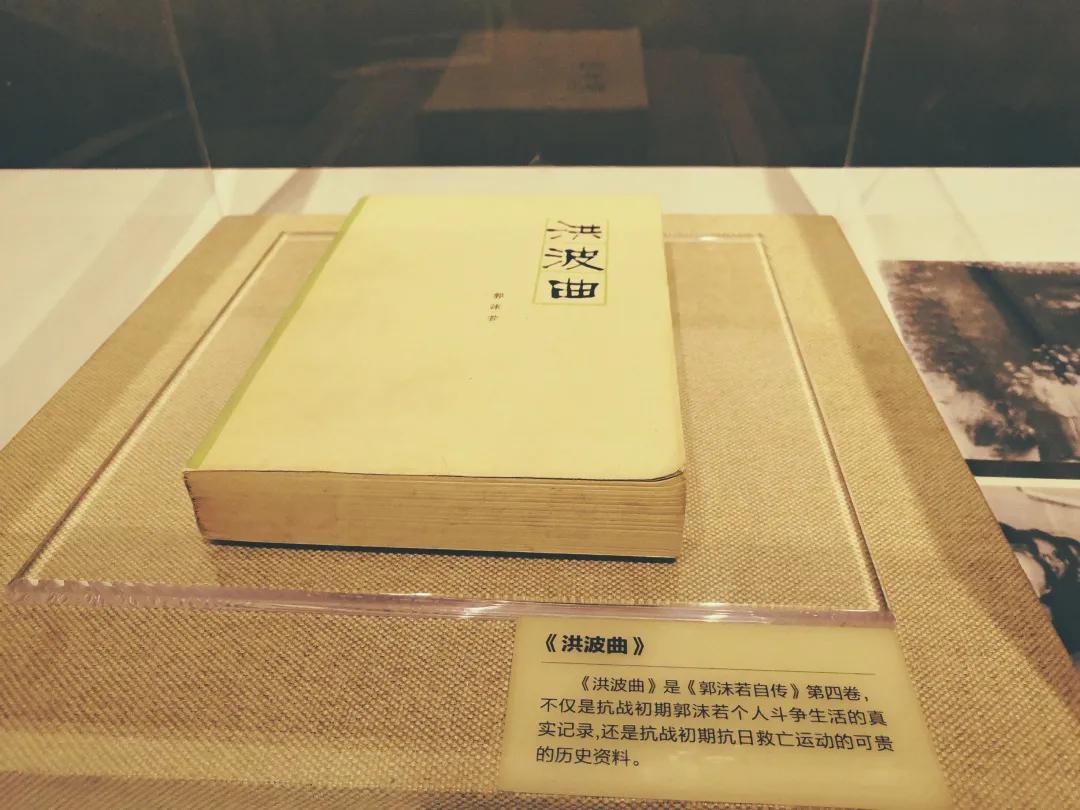 洪波曲
郭沫若
《洪波曲》
《洪波曲》是《郭沫若自传》第四卷，
不仅是抗战初期郭沫若个人斗争生活的真
实记录,还是抗战初期抗日救亡运动的可贵
的历史资料。